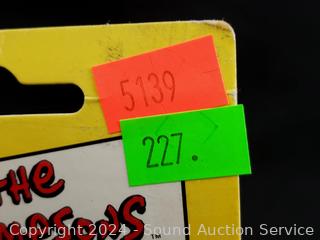 5139
227.
THE
SIMPSONS
™
Copyright 2024 - Sound Auction Service